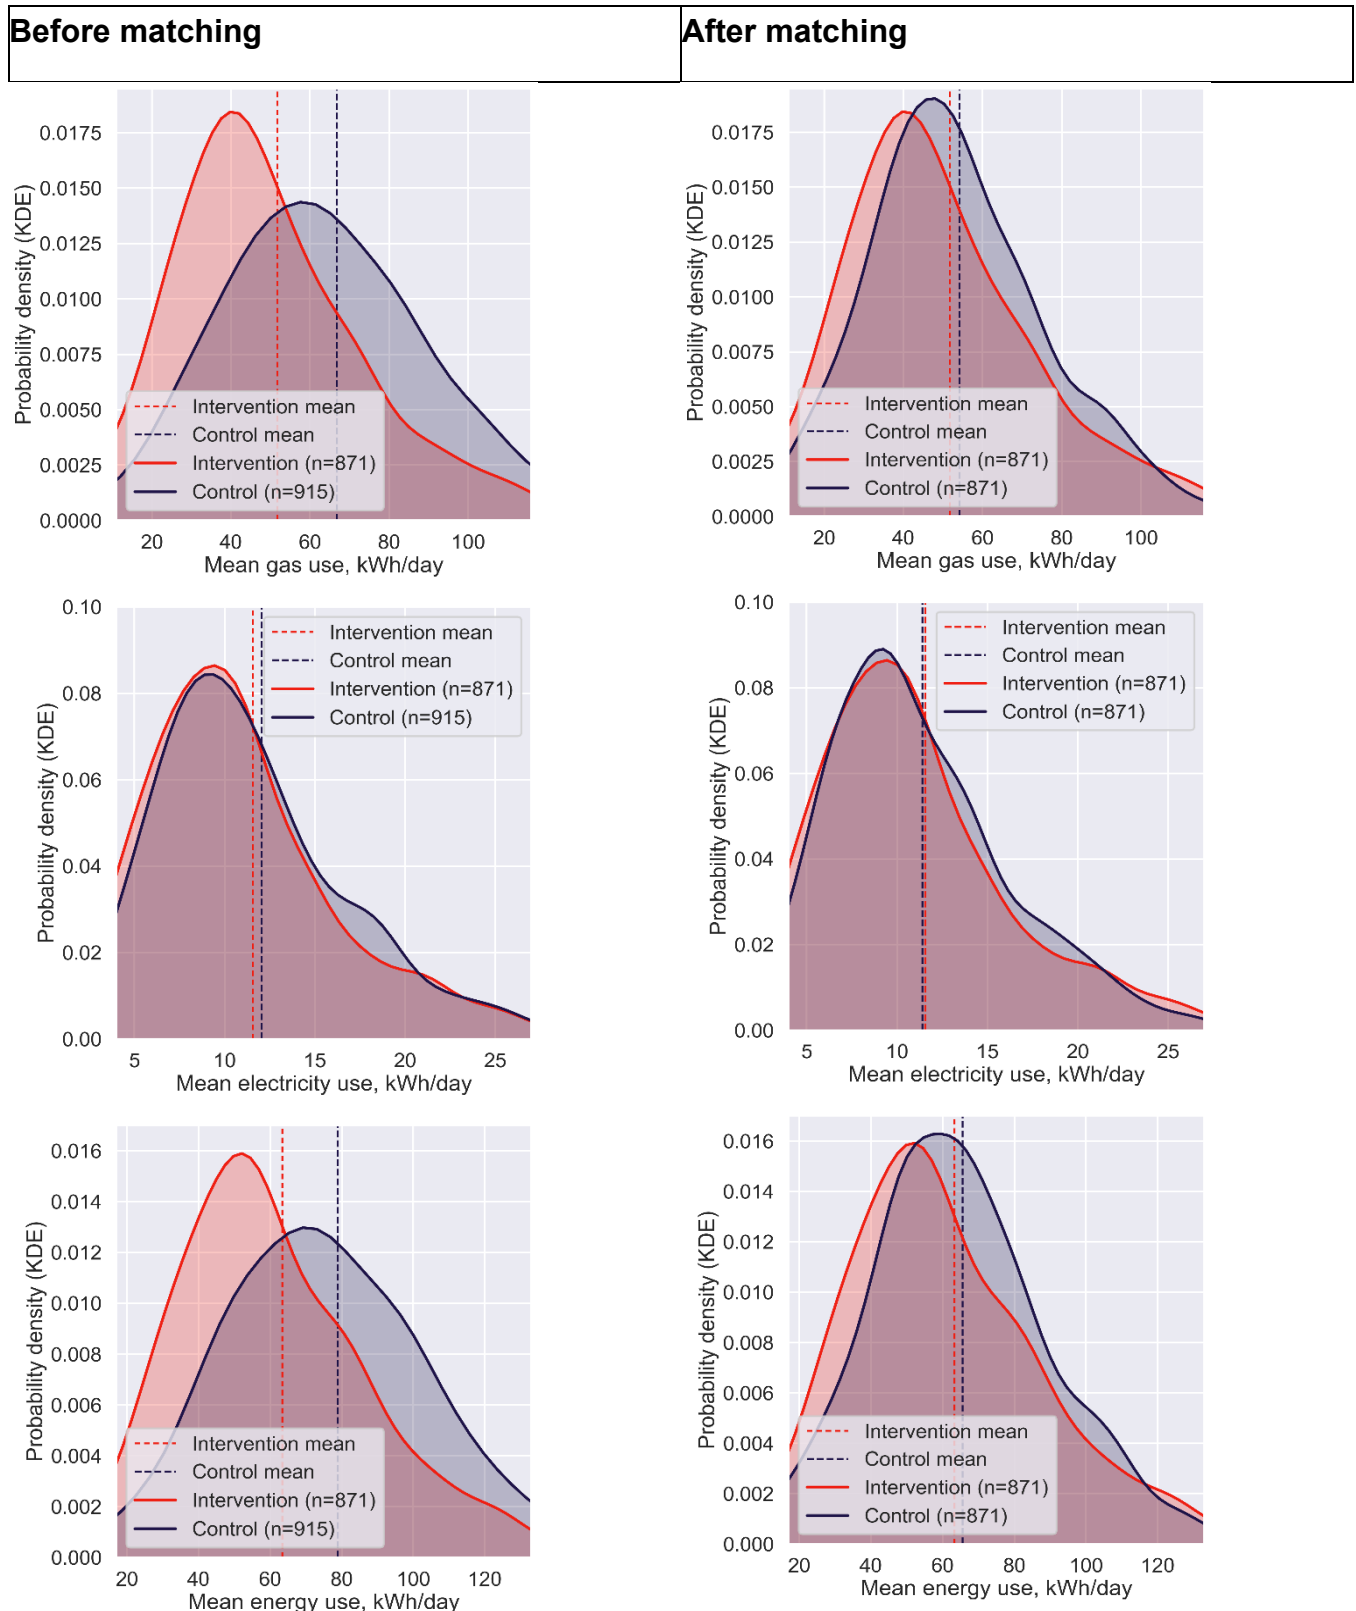 Before matching
After matching
Probability density (KDE)
0.0175
0.0150
0.0125
0.0100
0.0075
0.0050
0.0025
0.0000
Intervention mean
Control mean
Intervention (n=871)
Control (n=915)
20 40 60 80 100
Mean gas use, kWh/day
Probability density (KDE)
0.0175
0.0150
0.0125
0.0100
0.0075
0.0050
0.0025
0.0000
Intervention mean
Control mean
Intervention (n=871)
Control (n=871)
20 40 60 80 100
Mean gas use, kWh/day
Probability density (KDE)
0.10
0.08
0.06
0.04
0.02
0.00
Intervention mean
Control mean
Intervention (n=871)
Control (n=915)
5 10 15 20 25
Mean electricity use, kWh/day
Probability density (KDE)
0.10
0.08
0.06
0.04
0.02
0.00
Intervention mean
Control mean
Intervention (n=871)
Control (n=871)
5 10 15 20 25
Mean electricity use, kWh/day
Probability density (KDE)
0.016
0.014
0.012
0.010
0.008
0.006
0.004
0.002
0.000
Intervention mean
Control mean
Intervention (n=871)
Control (n=915)
20 40 60 80 100 120
Mean energy use, kWh/day
Probability density (KDE)
0.016
0.014
0.012
0.010
0.008
0.006
0.004
0.002
0.000
Intervention mean
Control mean
Intervention (n=871)
Control (n=871)
20 40 60 80 100 120
Mean energy use, kWh/day